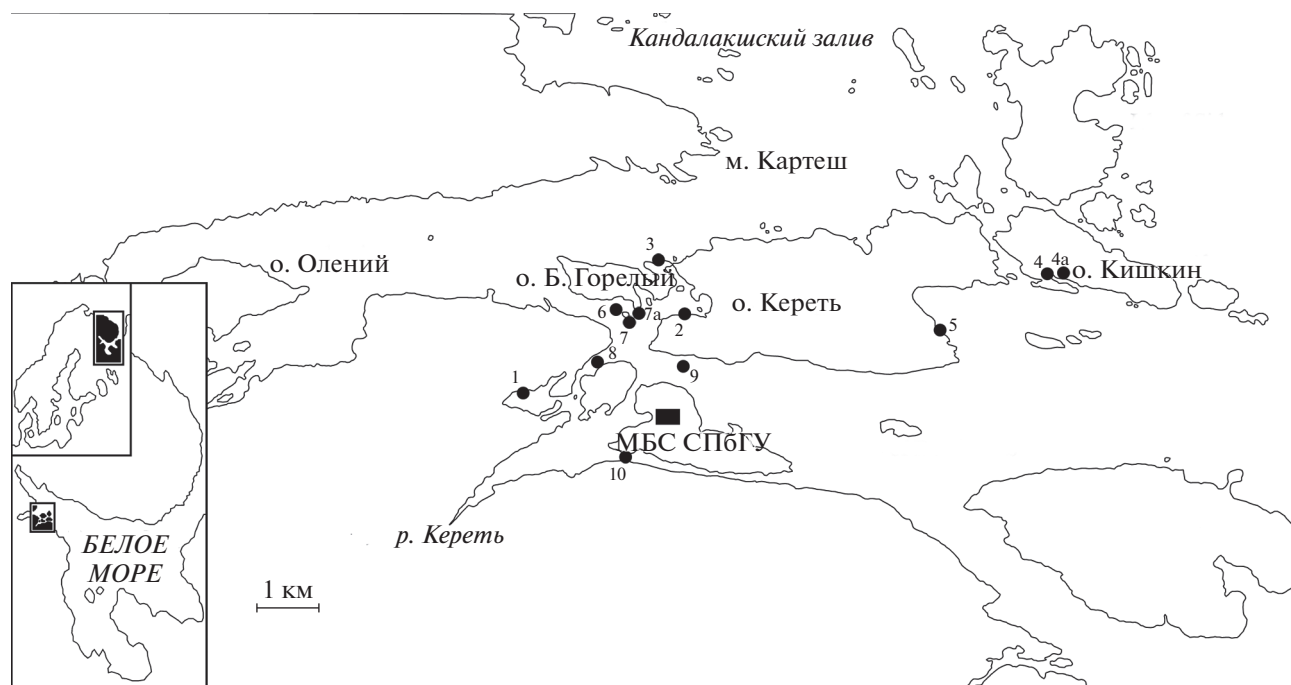 Кандалакшский залив
м. Картеш
3
о. Олений
о. Б. Горелый
4
4а
о. Кишкин
о. Кереть
6
7а
7
2
5
8
9
1
МБС СПбГУ
10
р. Кереть
БЕЛОЕ
МОРЕ
1 км